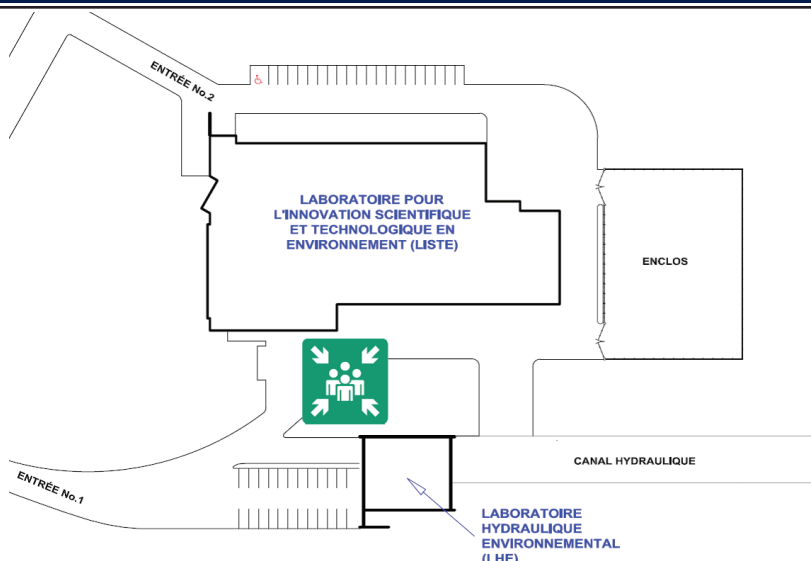 ENTRÉE No.2
LABORATOIRE POUR
L'INNOVATION SCIENTIFIQUE
ET TECHNOLOGIQUE EN
ENVIRONNEMENT (LISTE)
ENCLOS
CANAL HYDRAULIQUE
ENTRÉE No.1
LABORATOIRE
HYDRAULIQUE
ENVIRONNEMENTAL
(LHE)